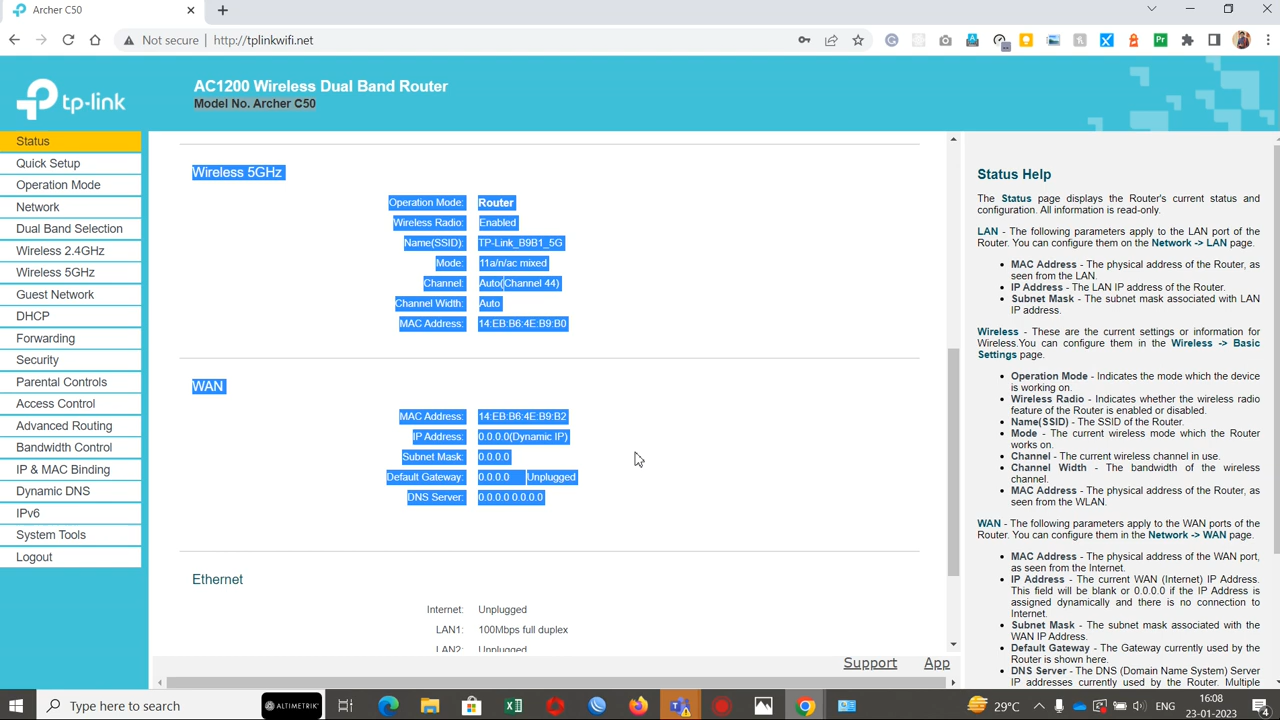 Archer C50
Not secure | http://tplinkwifi.net
tp-link
AC1200 Wireless Dual Band Router
Model No. Archer C50
Status
Quick Setup
Operation Mode
Network
Dual Band Selection
Wireless 2.4GHz
Wireless 5GHz
Guest Network
DHCP
Forwarding
Security
Parental Controls
Access Control
Advanced Routing
Bandwidth Control
IP & MAC Binding
Dynamic DNS
IPv6
System Tools
Logout
Wireless 5GHz
Operation Mode: Router
Wireless Radio: Enabled
Name(SSID): TP-Link_B9B1_5G
Mode: 11a/n/ac mixed
Channel: Auto(Channel 44)
Channel Width: Auto
MAC Address: 14:EB:B6:4E:B9:B0
WAN
MAC Address: 14:EB:B6:4E:B9:B2
IP Address: 0.0.0.0(Dynamic IP)
Subnet Mask: 0.0.0.0
Default Gateway: 0.0.0.0 Unplugged
DNS Server: 0.0.0.0 0.0.0.0
Ethernet
Internet: Unplugged
LAN1: 100Mbps full duplex
LAN2: Unplugged
Support App
Status Help
The Status page displays the Router's current status and
configuration. All information is read-only.
LAN - The following parameters apply to the LAN port of the
Router. You can configure them on the Network -> LAN page.
• MAC Address - The physical address of the Router, as
seen from the LAN.
• IP Address - The LAN IP address of the Router.
• Subnet Mask - The subnet mask associated with LAN
IP address.
Wireless - These are the current settings or information for
Wireless.You can configure them in the Wireless -> Basic
Settings page.
• Operation Mode - Indicates the mode which the device
is working on.
• Wireless Radio - Indicates whether the wireless radio
feature of the Router is enabled or disabled.
• Name(SSID) - The SSID of the Router.
• Mode - The current wireless mode which the Router
works on.
• Channel - The current wireless channel in use.
• Channel Width - The bandwidth of the wireless
channel.
• MAC Address - The physical address of the Router, as
seen from the WLAN.
WAN - The following parameters apply to the WAN ports of the
Router. You can configure them in the Network -> WAN page.
• MAC Address - The physical address of the WAN port,
as seen from the Internet.
• IP Address - The current WAN (Internet) IP Address.
This field will be blank or 0.0.0.0 if the IP Address is
assigned dynamically and there is no connection to
Internet.
• Subnet Mask - The subnet mask associated with the
WAN IP Address.
• Default Gateway - The Gateway currently used by the
Router is shown here.
• DNS Server - The DNS (Domain Name System) Server
IP addresses currently used by the Router. Multiple
Type here to search
ALTIMETRIK
29°C
ENG
16:08
23-01-2023
4